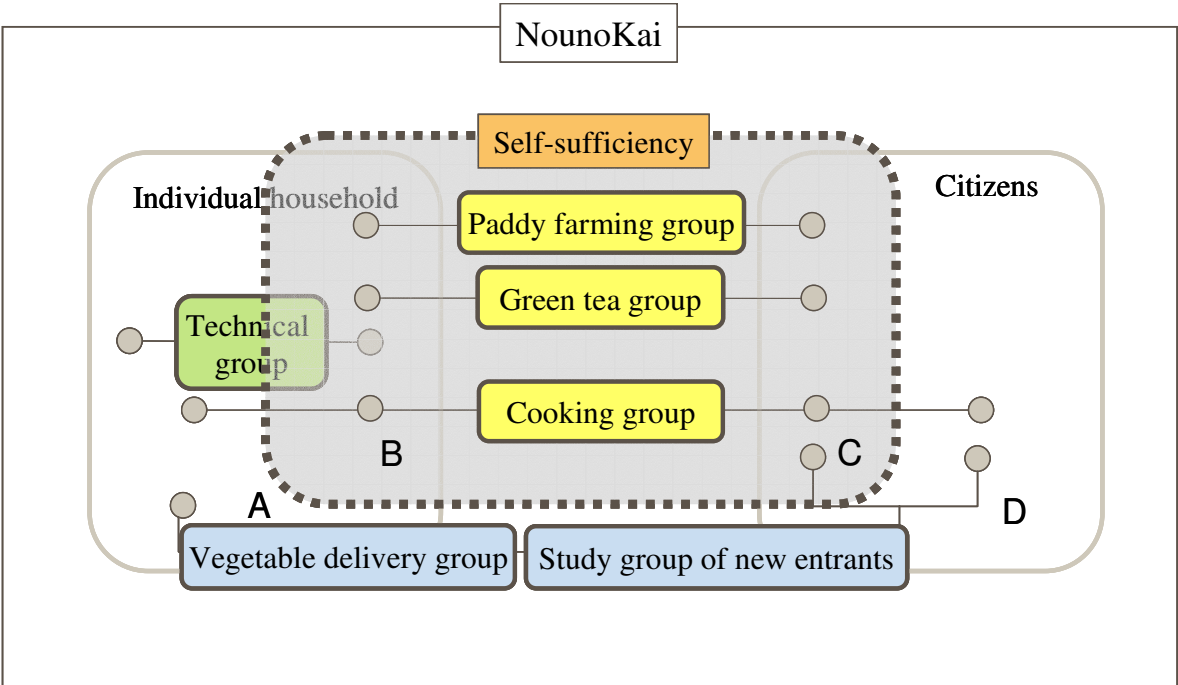 NounoKai
Self-sufficiency
Individual household
Citizens
Paddy farming group
Green tea group
Technical
group
Cooking group
B
C
A
D
Vegetable delivery group
Study group of new entrants